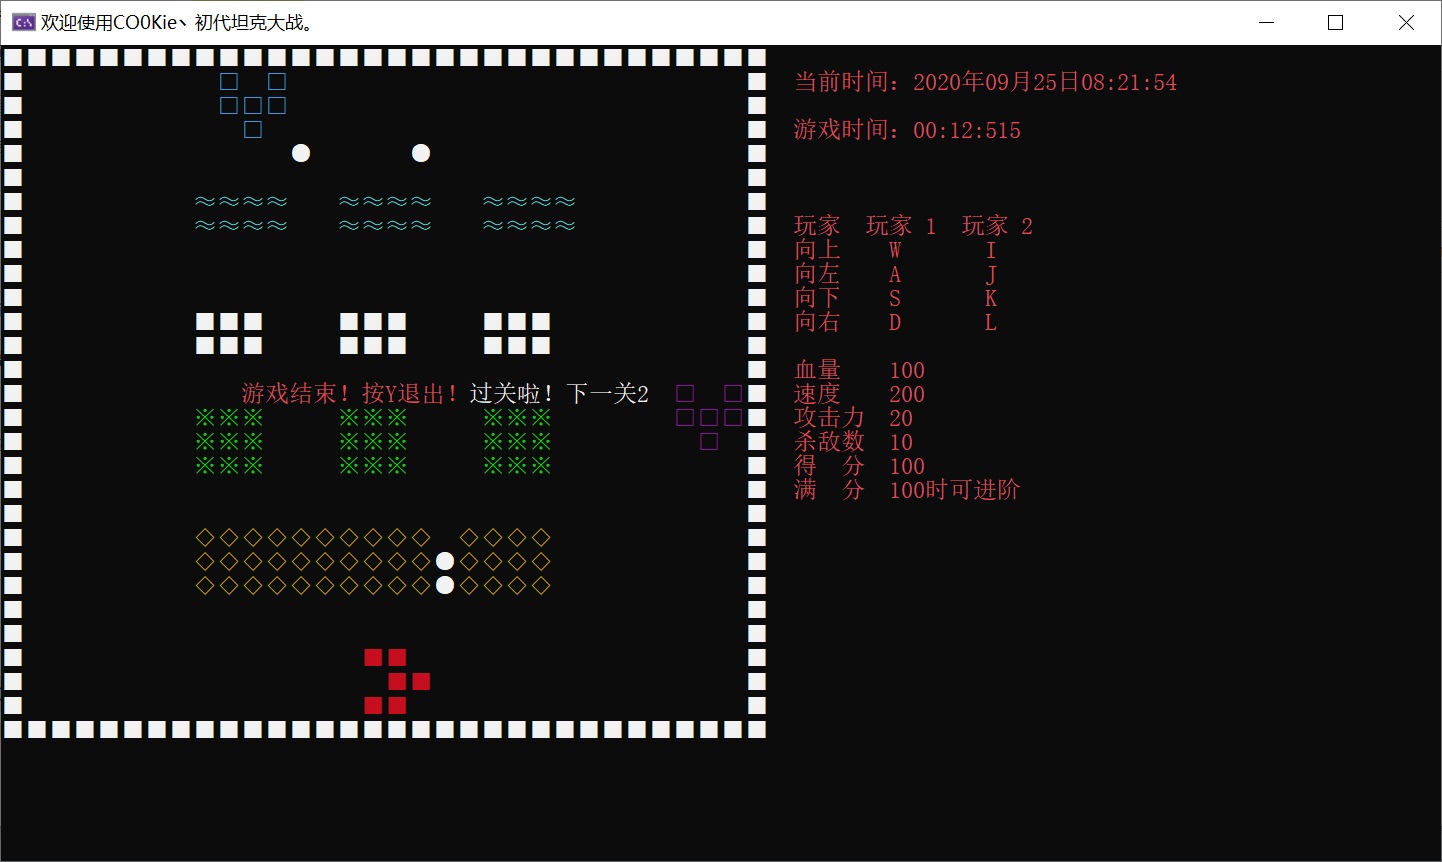 欢迎使用CO0Kie丶初代坦克大战。
当前时间：2020年09月25日08:21:54
游戏时间：00:12:515
玩家 玩家 1 玩家 2
向上 W I
向左 A J
向下 S K
向右 D L
血量 100
速度 200
游戏结束！按Y退出！过关啦！下一关2
攻击力 20
杀敌数 10
得 分 100
满 分 100时可进阶